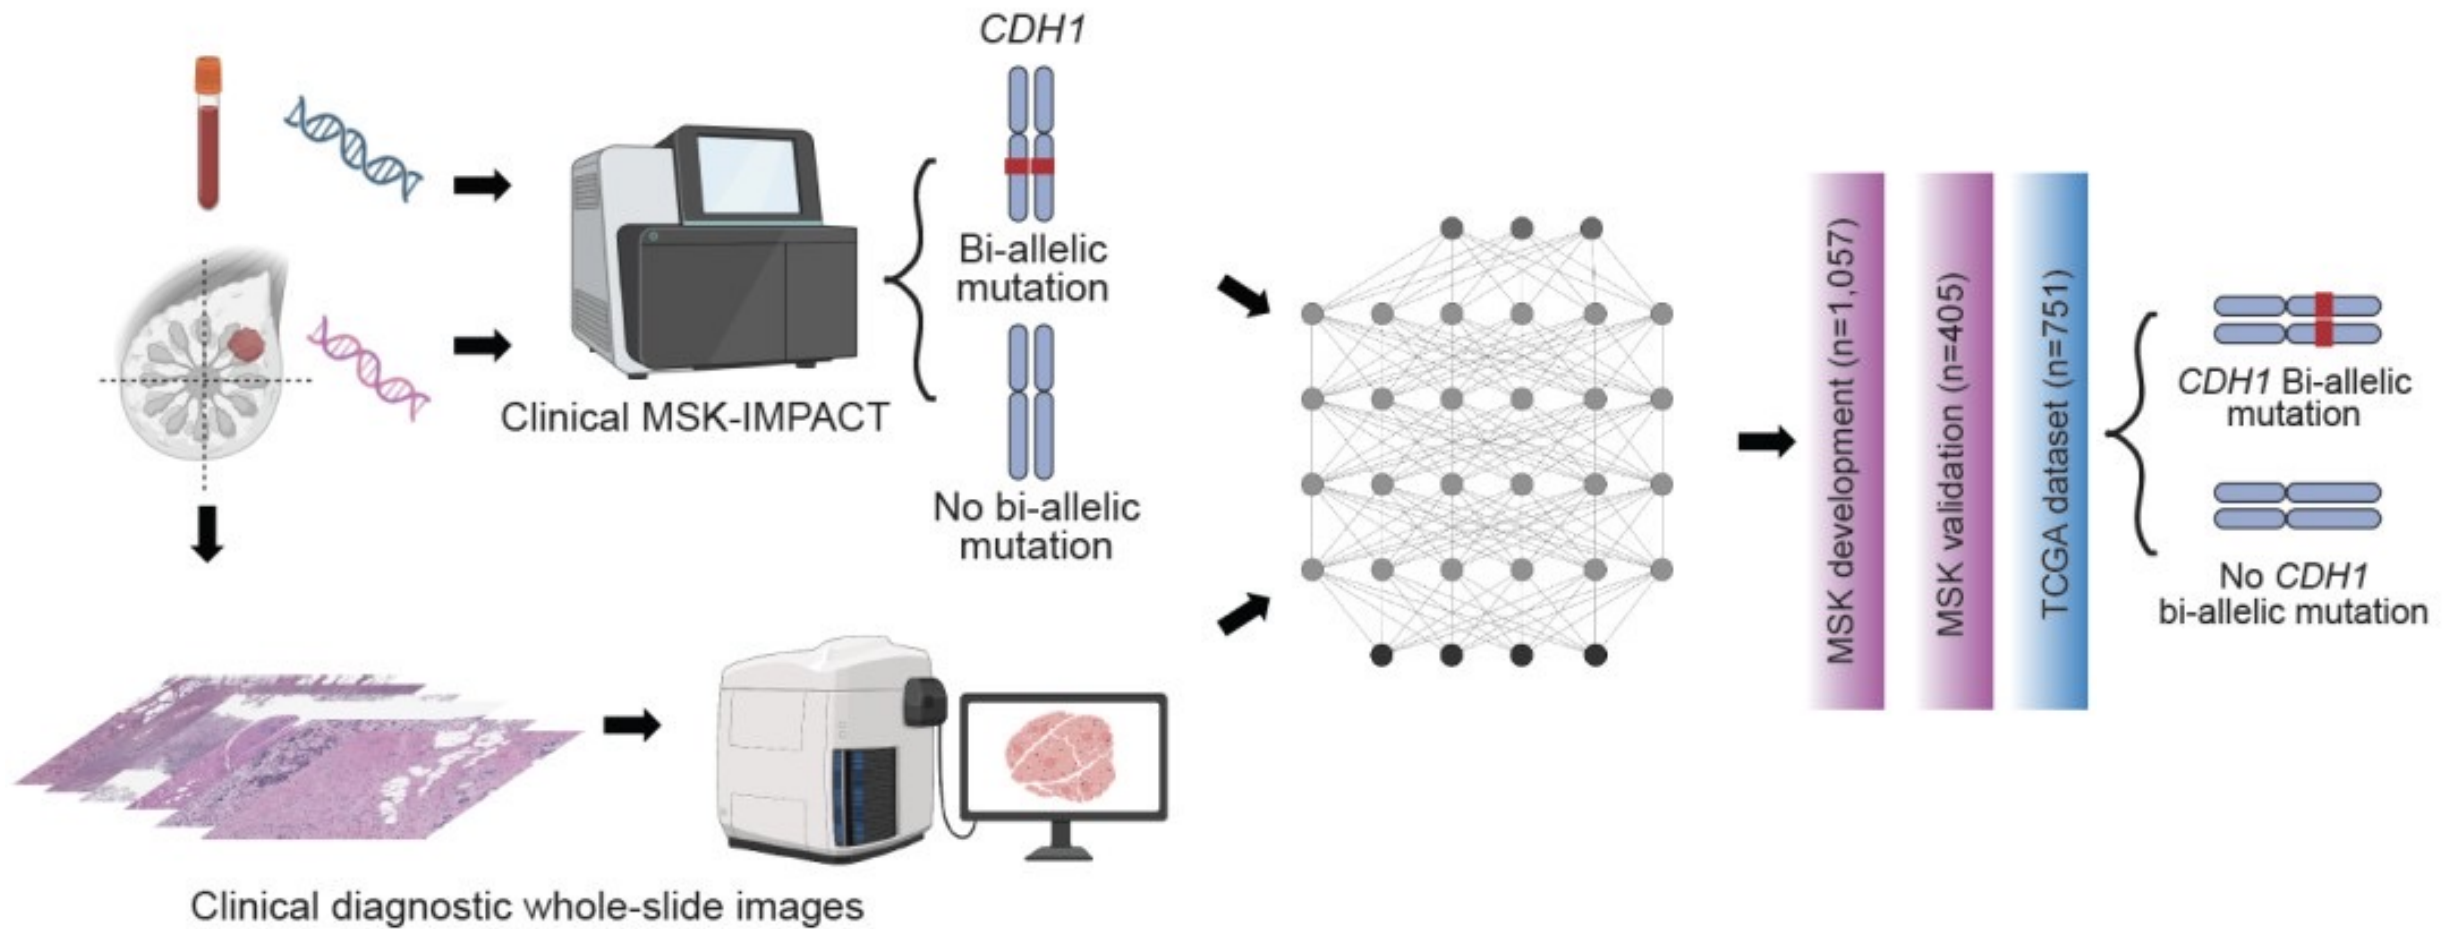 CDH1
Bi-allelic
mutation
Clinical MSK-IMPACT
No bi-allelic
mutation
Clinical diagnostic whole-slide images
MSK development (n=1,057)
MSK validation (n=405)
TCGA dataset (n=751)
CDH1 Bi-allelic
mutation
No CDH1
bi-allelic mutation